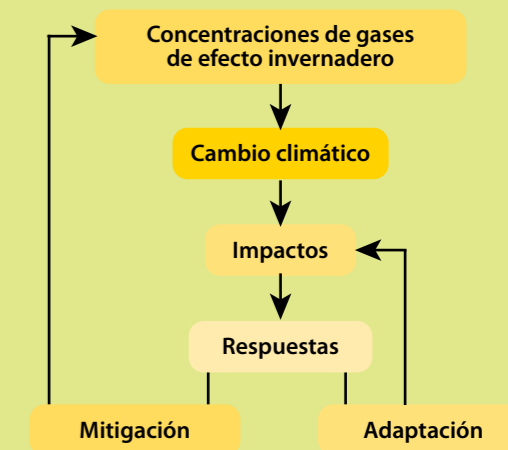 Concentraciones de gases
de efecto invernadero
Cambio climático
Impactos
Respuestas
Mitigación
Adaptación